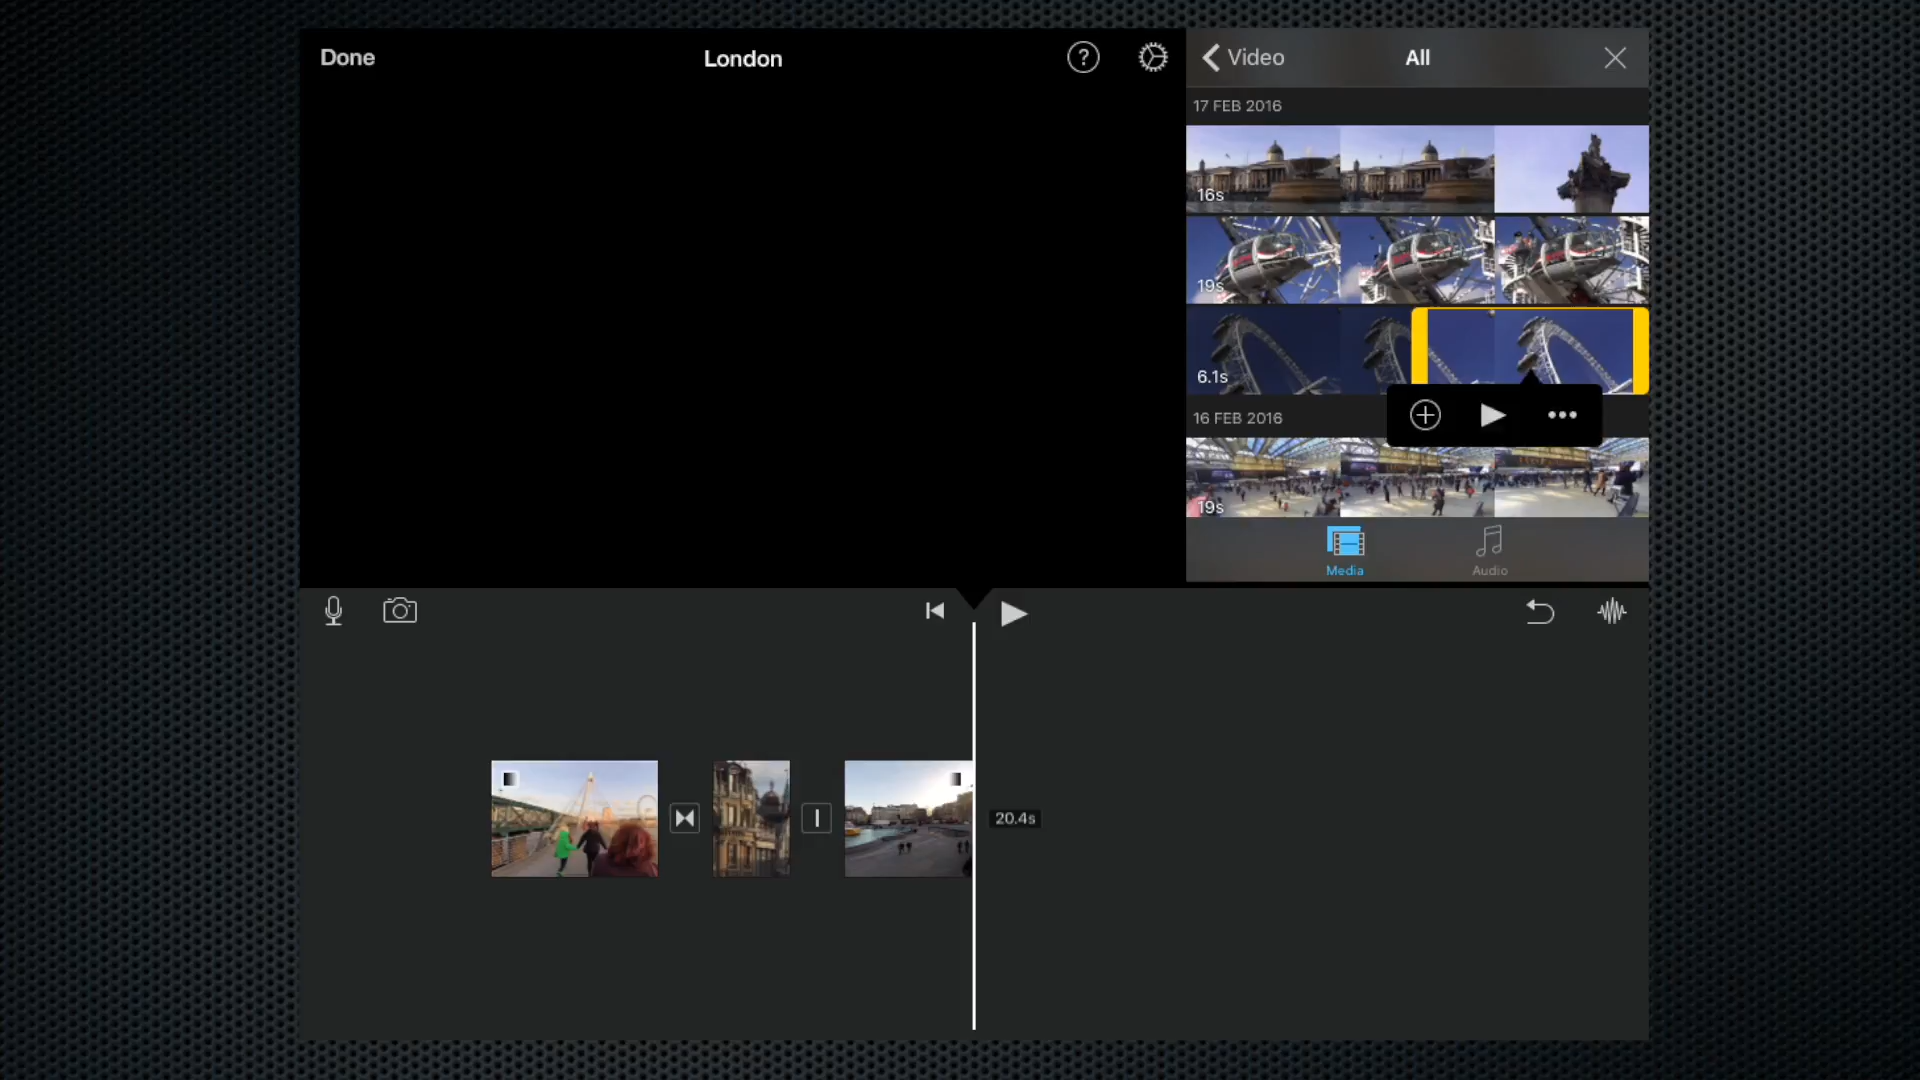 Done
London
?
Video
All
17 FEB 2016
16s
19s
6.1s
16 FEB 2016
19s
Media
Audio
20.4s